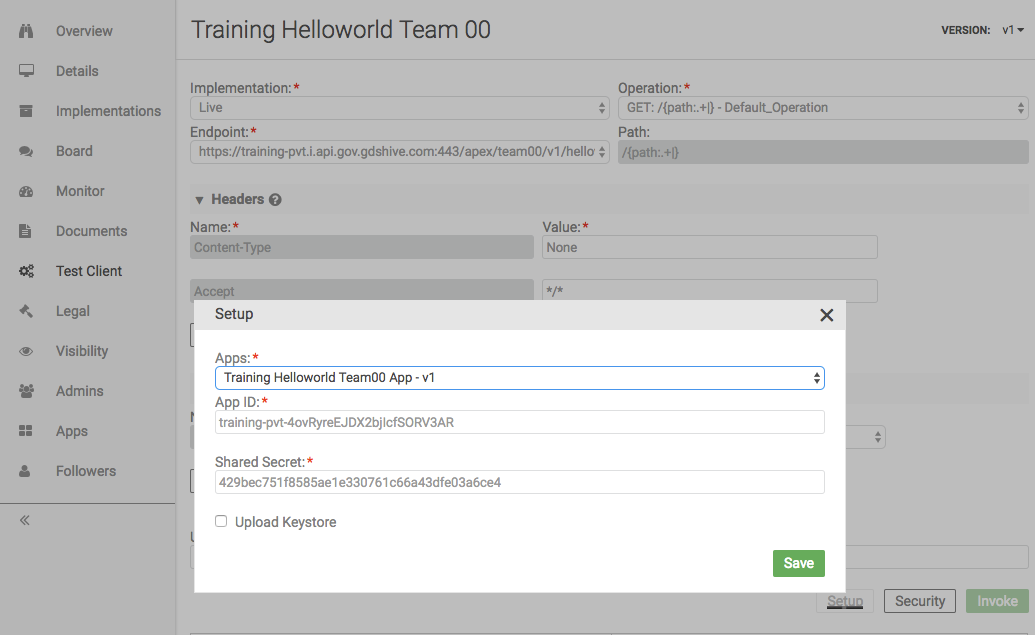 Overview
Details
Implementations
Board
Monitor
Documents
Test Client
Legal
Visibility
Admins
Apps
Followers
Training Helloworld Team 00
VERSION: v1
Implementation:* Operation:*
Live GET: /{path:.+|} - Default_Operation
Endpoint:* Path:
https://training-pvt.i.api.gov.gdshive.com:443/apex/team00/v1/hello /{path:.+|}
Headers
Name:* Value:*
Content-Type None
Accept */*
Setup
Apps:*
Training Helloworld Team00 App - v1
App ID:*
training-pvt-4ovRyreEJDX2bjIcfSORV3AR
Shared Secret:*
429bec751f8585ae1e330761c66a43dfe03a6ce4
Upload Keystore
Save
Setup Security Invoke